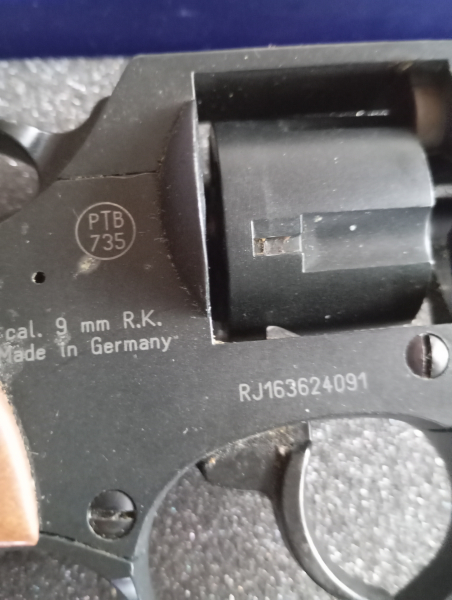 PTB
735
cal. 9 mm R.K.
Made in Germany
RJ163624091